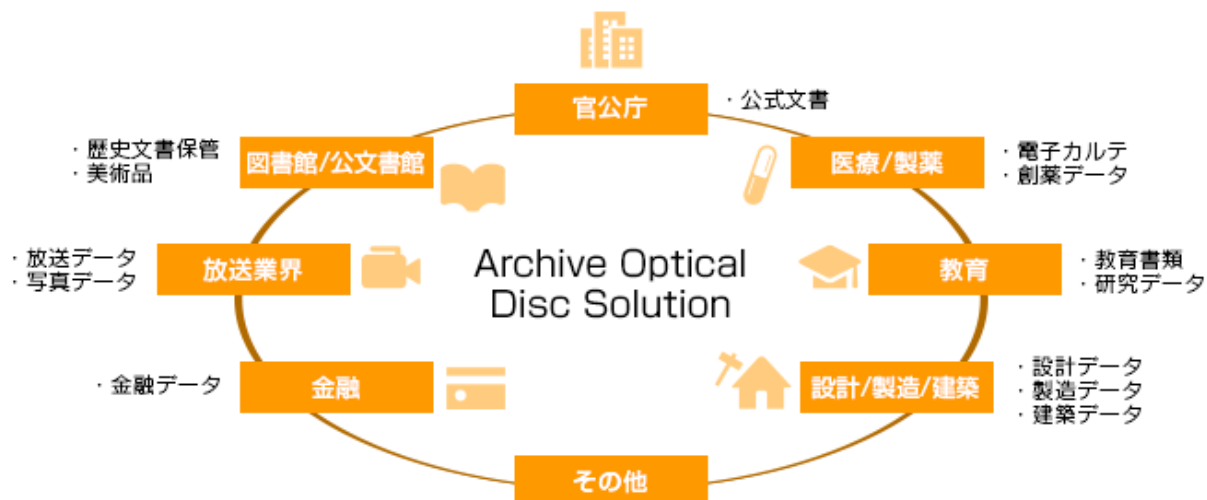 官公庁
・公式文書
・歴史文書保管
・美術品
図書館/公文書館
医療/製薬
・電子カルテ
・創薬データ
・放送データ
・写真データ
放送業界
Archive Optical
Disc Solution
教育
・教育書類
・研究データ
・金融データ
金融
設計/製造/建築
・設計データ
・製造データ
・建築データ
その他